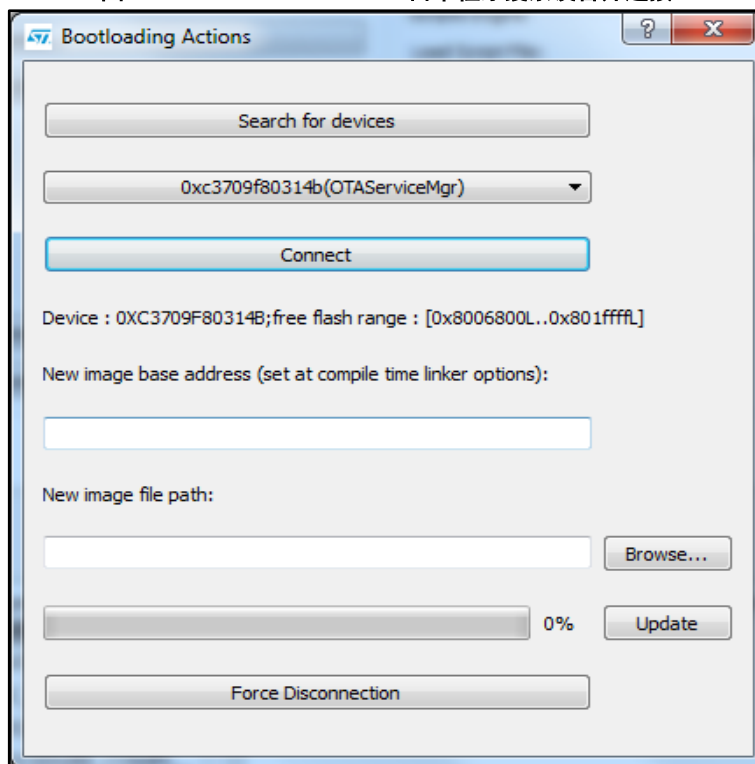 Bootloading Actions
Search for devices
0xc3709f80314b(OTAServiceMgr)
Connect
Device : 0XC3709F80314B;free flash range : [0x8006800L..0x801ffffL]
New image base address (set at compile time linker options):
New image file path:
Browse...
0%
Update
Force Disconnection